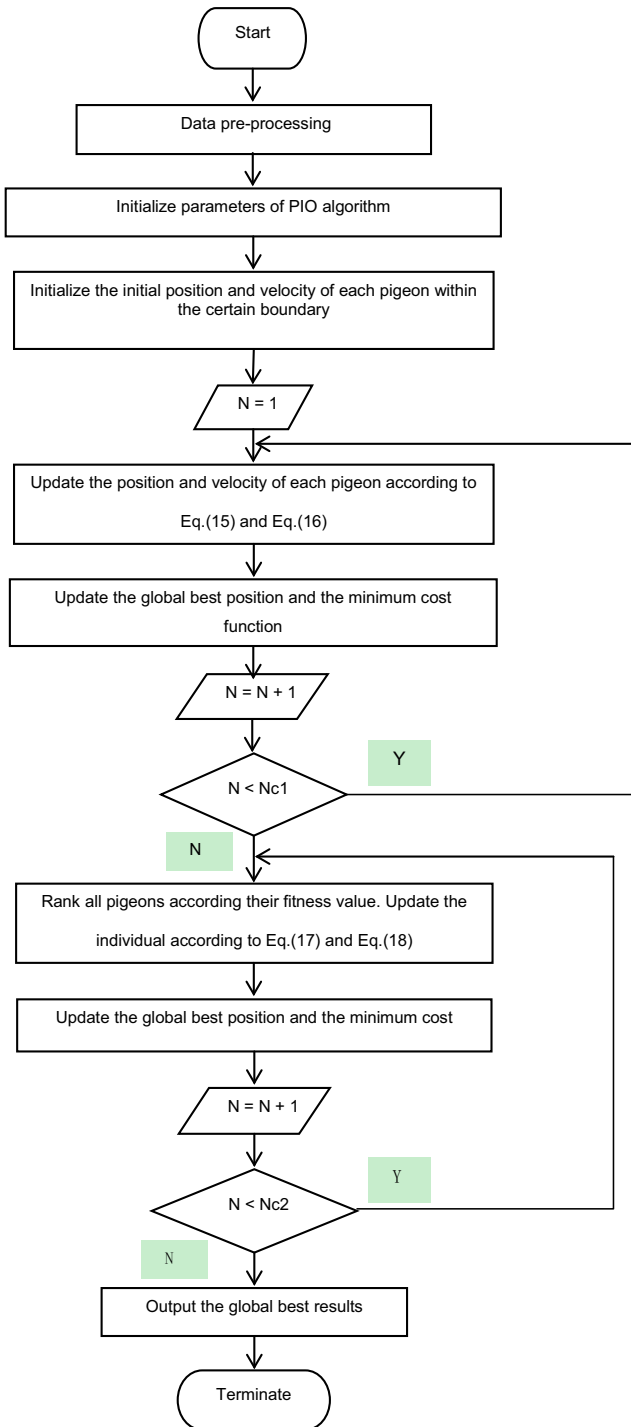 Start
Data pre-processing
Initialize parameters of PIO algorithm
Initialize the initial position and velocity of each pigeon within
the certain boundary
N = 1
Update the position and velocity of each pigeon according to
Eq.(15) and Eq.(16)
Update the global best position and the minimum cost
function
N = N + 1
N < Nc1
Y
N
Rank all pigeons according their fitness value. Update the
individual according to Eq.(17) and Eq.(18)
Update the global best position and the minimum cost
N = N + 1
N < Nc2
Y
N
Output the global best results
Terminate